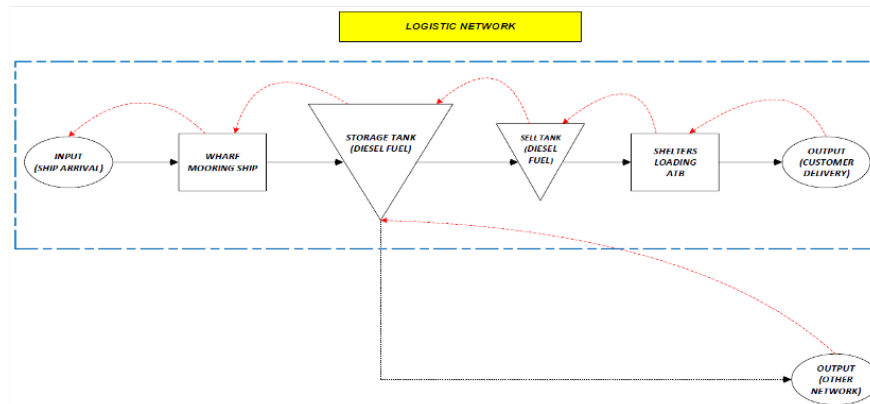 LOGISTIC NETWORK
INPUT
(SHIP ARRIVAL)
WHARF
MOORING SHIP
STORAGE TANK
(DIESEL FUEL)
SELL TANK
(DIESEL
FUEL)
SHELTERS
LOADING
ATB
OUTPUT
(CUSTOMER
DELIVERY)
OUTPUT
(OTHER
NETWORK)